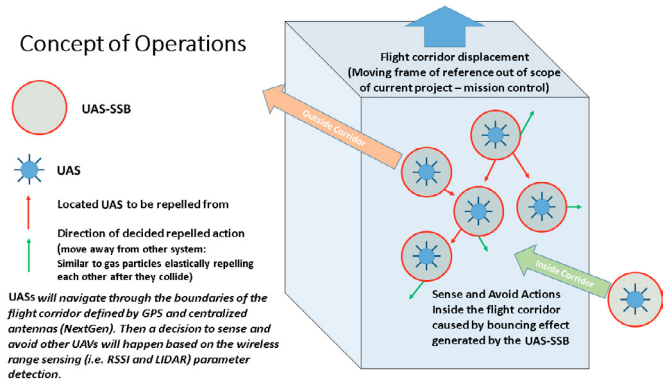 Concept of Operations
UAS-SSB
UAS
Located UAS to be repelled from
Direction of decided repelled action
(move away from other system:
Similar to gas particles elastically repelling
each other after they collide)
UASs will navigate through the boundaries of the
flight corridor defined by GPS and centralized
antennas (NextGen). Then a decision to sense and
avoid other UAVs will happen based on the wireless
range sensing (i.e. RSSI and LIDAR) parameter
detection.
Flight corridor displacement
(Moving frame of reference out of scope
of current project – mission control)
Outside Corridor
Inside Corridor
Sense and Avoid Actions
Inside the flight corridor
caused by bouncing effect
generated by the UAS-SSB